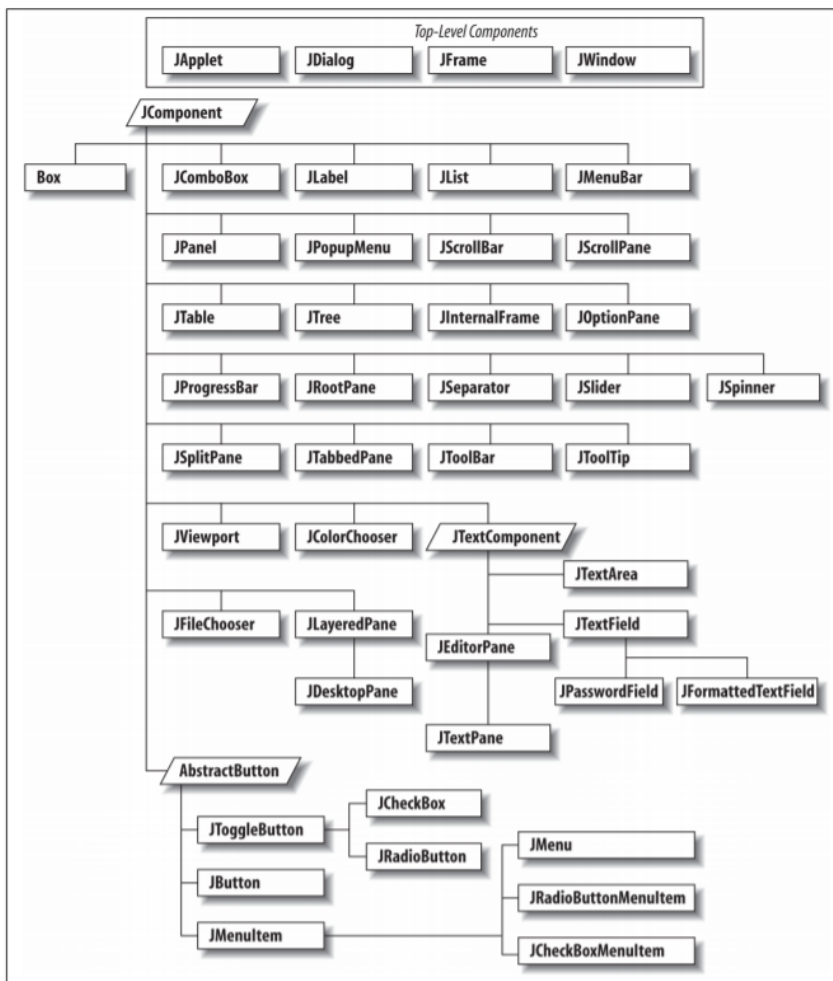 Top-Level Components
JApplet JDialog JFrame JWindow
JComponent
Box JComboBox JLabel JList JMenuBar
JPanel JPopupMenu JScrollBar JScrollPane
JTable JTree JInternalFrame JOptionPane
JProgressBar JRootPane JSeparator JSlider JSpinner
JSplitPane JTabbedPane JToolBar JToolTip
JViewport JColorChooser JTextComponent
JTextArea
JFileChooser JLayeredPane JTextField
JEditorPane
JDesktopPane JPasswordField JFormattedTextField
JTextPane
AbstractButton
JCheckBox
JToggleButton
JMenu
JRadioButton
JButton
JRadioButtonMenuItem
JMenuItem
JCheckBoxMenuItem